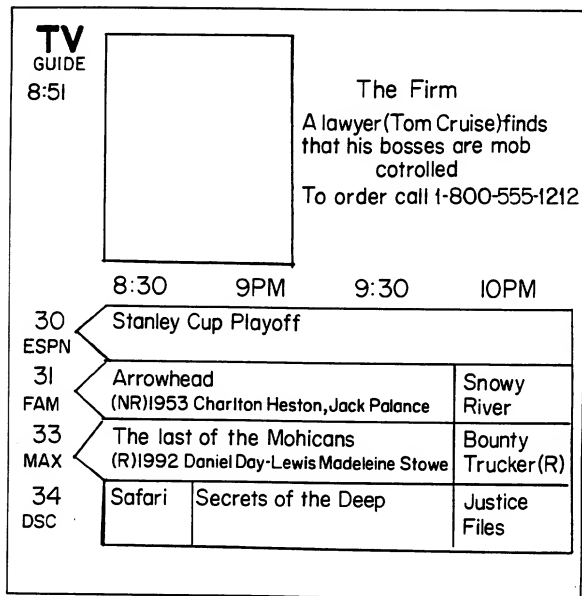 TV
GUIDE
8:51
The Firm
A lawyer(Tom Cruise)finds
that his bosses are mob
cotrolled
To order call 1-800-555-1212
8:30 9PM 9:30 10PM
30 Stanley Cup Playoff
ESPN
31 Arrowhead Snowy
FAM (NR)1953 Charlton Heston,Jack Palance River
33 The last of the Mohicans Bounty
MAX (R)1992 Daniel Day-Lewis Madeleine Stowe Trucker(R)
34 Safari Secrets of the Deep Justice
DSC Files